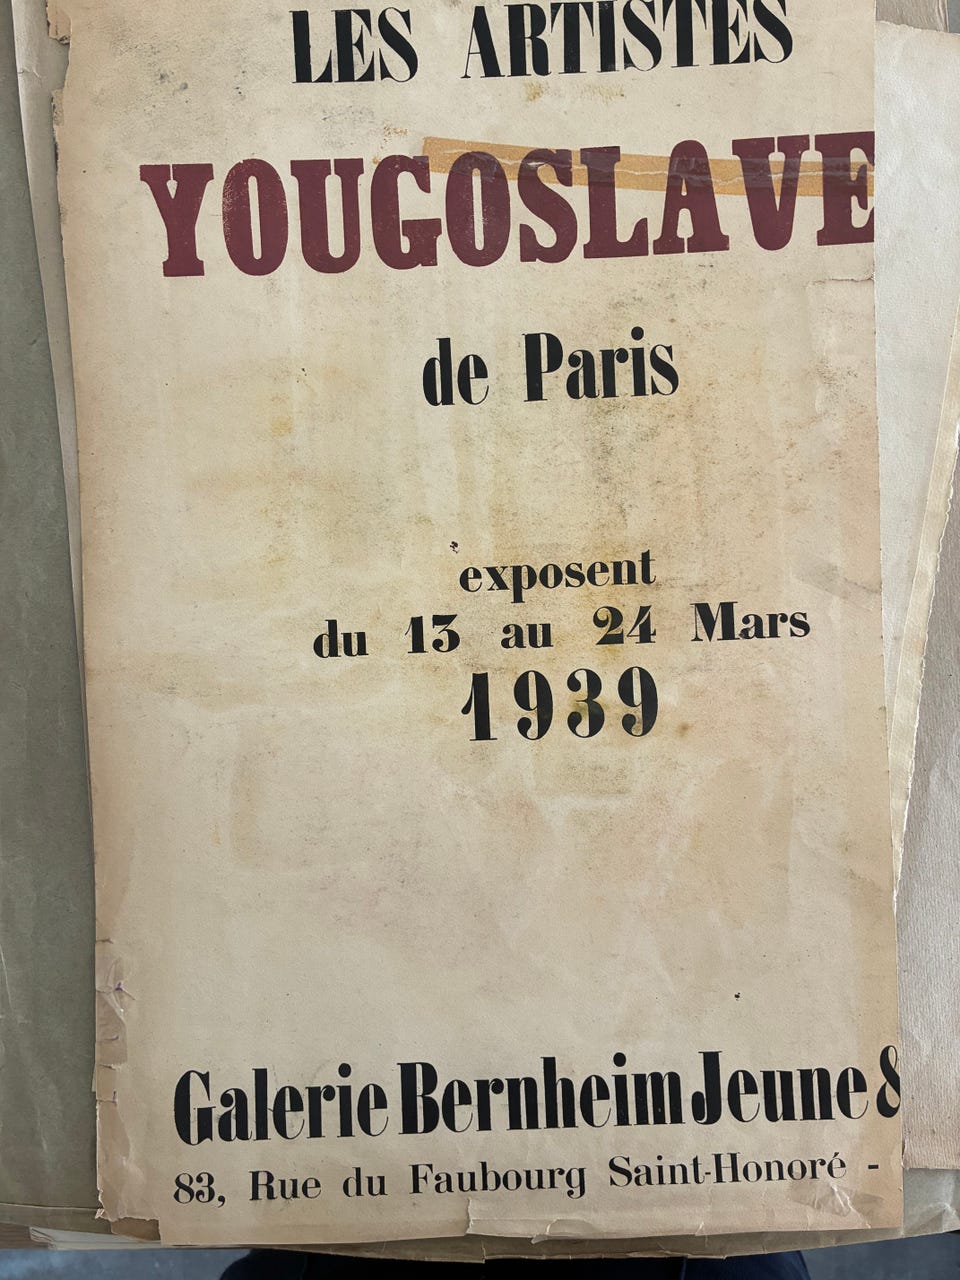 LES ARTISTES
YOUGOSLAVE
de Paris
exposent
du 13 au 24 Mars
1939
Galerie Bernheim Jeune &
83, Rue du Faubourg Saint-Honoré -